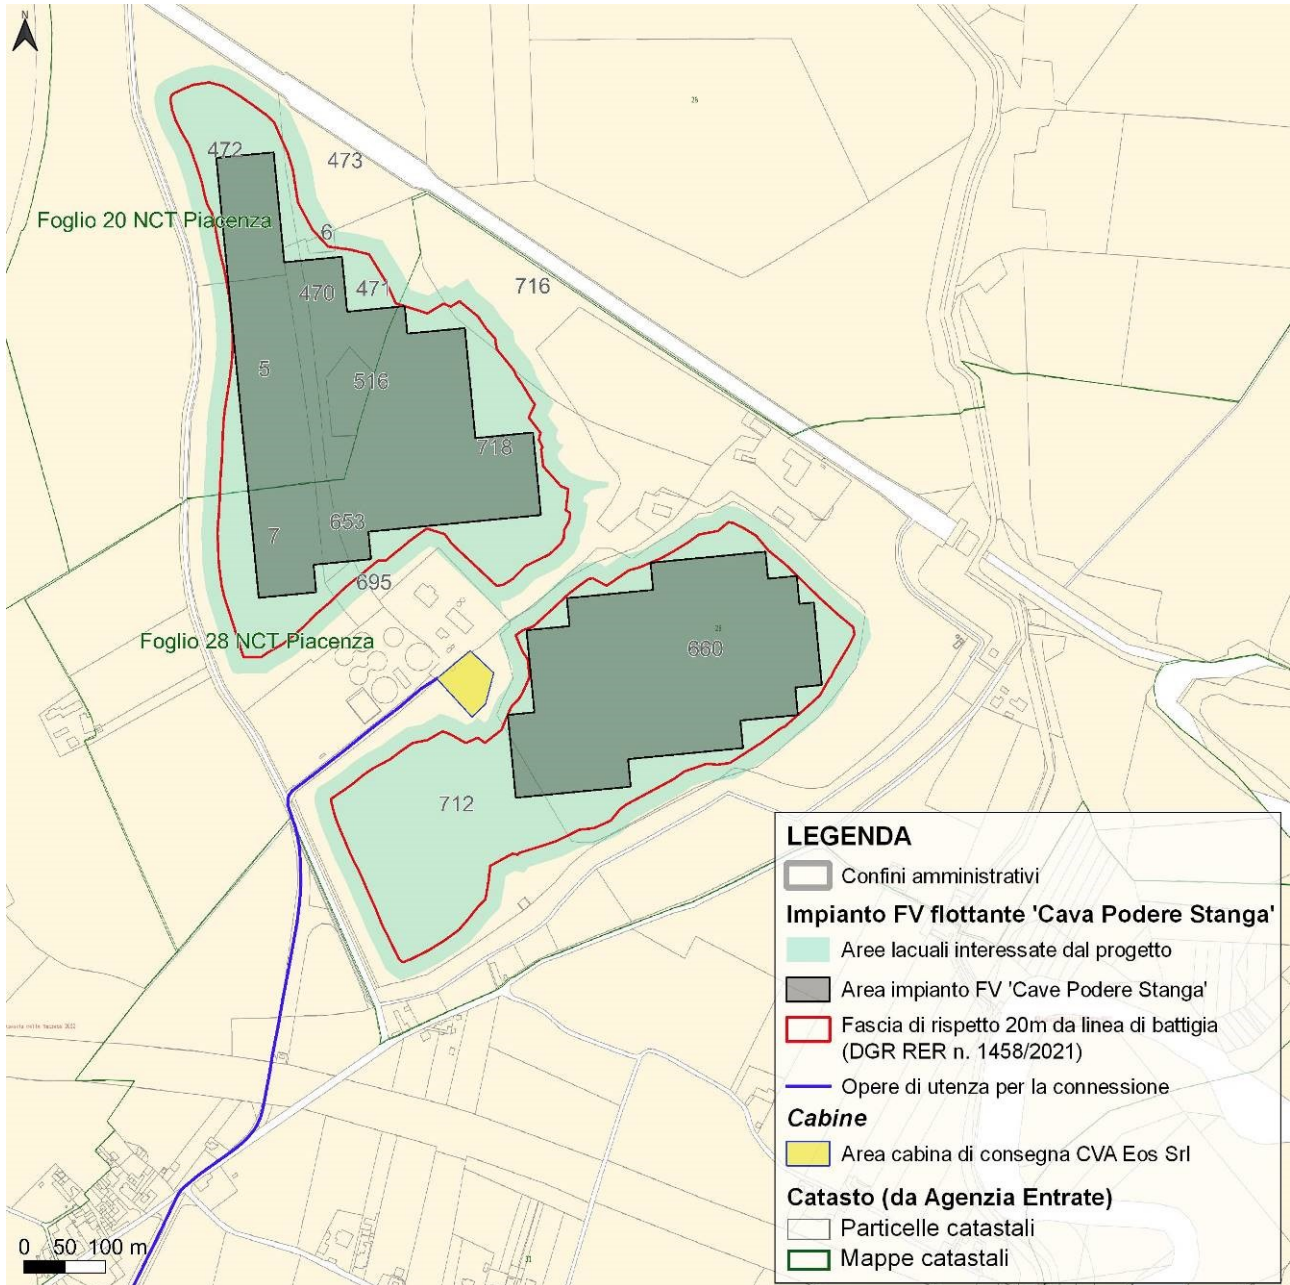 N
28
472
473
Foglio 20 NCT Piacenza
6
470
471
716
5
516
718
7
653
695
Foglio 28 NCT Piacenza
660
712
LEGENDA
Confini amministrativi
Impianto FV flottante 'Cava Podere Stanga'
Aree lacuali interessate dal progetto
Area impianto FV 'Cave Podere Stanga'
Fascia di rispetto 20m da linea di battigia
(DGR RER n. 1458/2021)
Opere di utenza per la connessione
Cabine
Area cabina di consegna CVA Eos Srl
Catasto (da Agenzia Entrate)
Particelle catastali
Mappe catastali
0 50 100 m
31